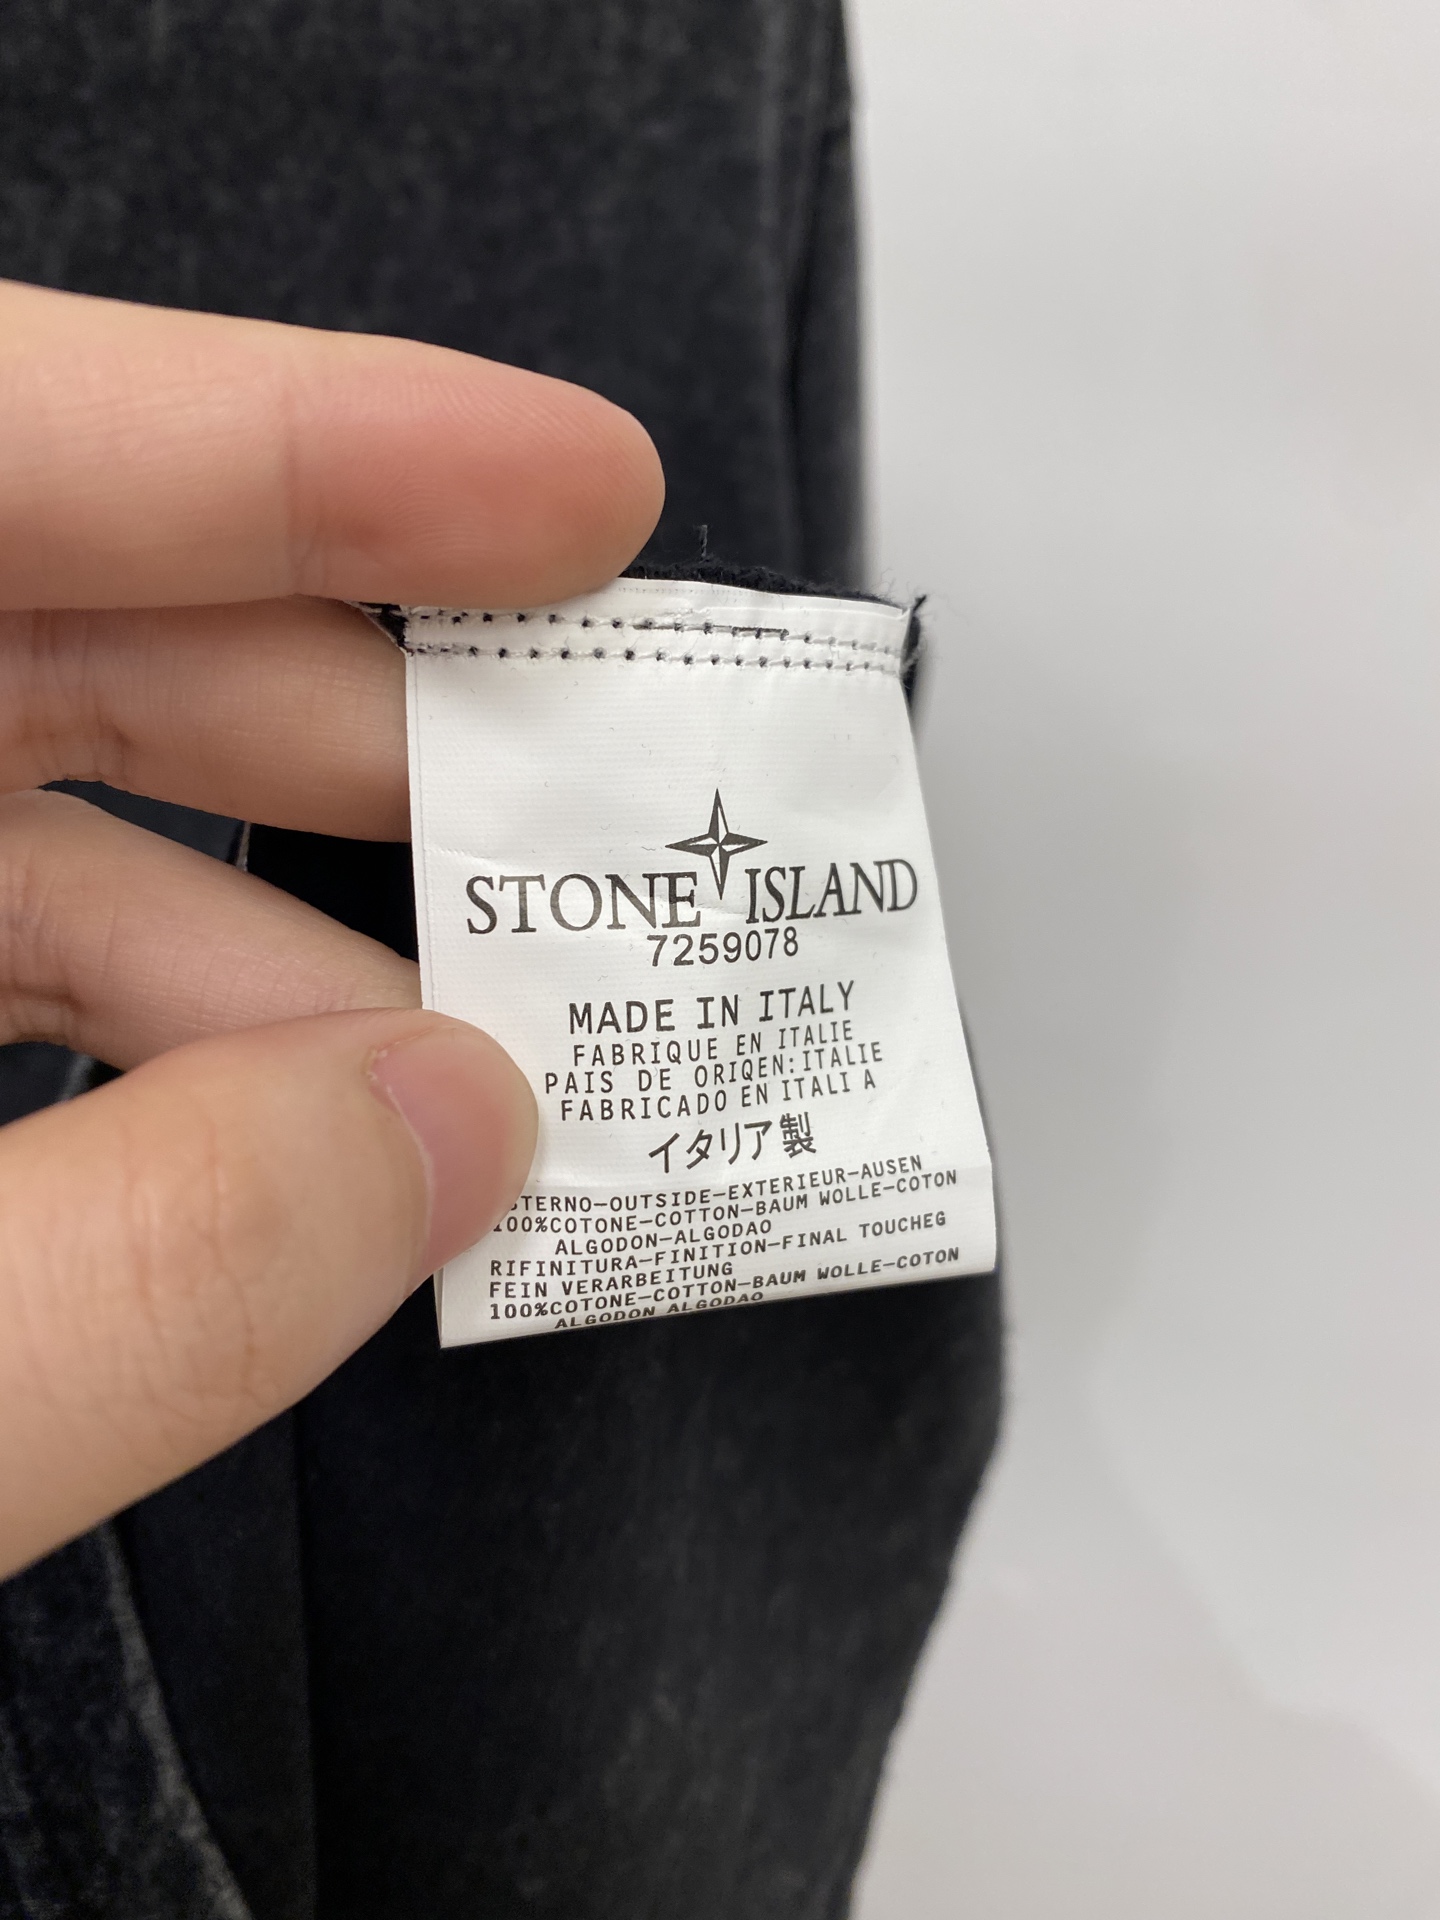 STONE ISLAND
7259078
MADE IN ITALY
FABRIQUE EN ITALIE
PAIS DE ORIQEN:ITALIE
FABRICADO EN ITALI A
イタリア製
STERNO-OUTSIDE-EXTERIEUR-AUSEN
100%COTONE-COTTON-BAUM WOLLE-COTON
ALGODON-ALGODAO
RIFINITURA-FINITION-FINAL TOUCHEG
FEIN VERARBEITUNG
100%COTONE-COTTON-BAUM WOLLE-COTON
ALGODON ALGODAO